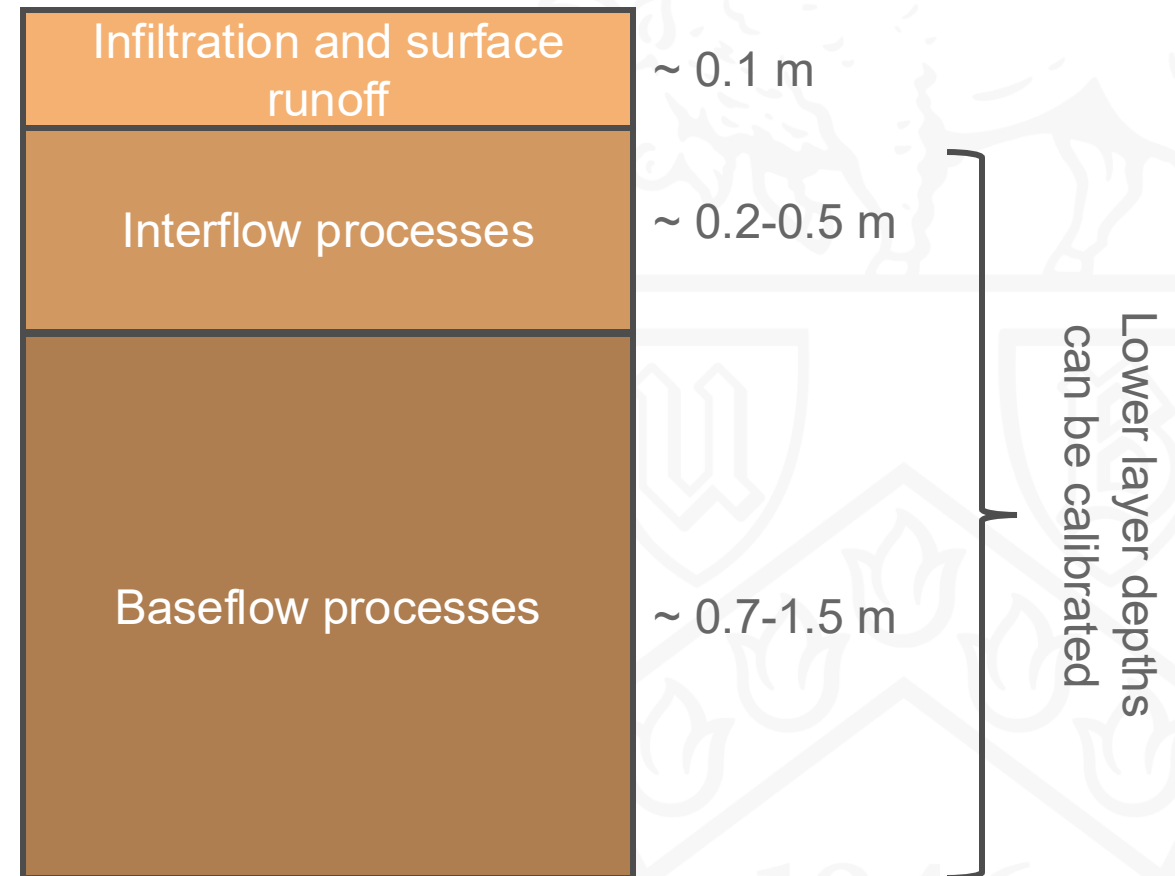 Infiltration and surface
runoff
~ 0.1 m
Interflow processes
~ 0.2-0.5 m
Baseflow processes
~ 0.7-1.5 m
Lower layer depths
can be calibrated